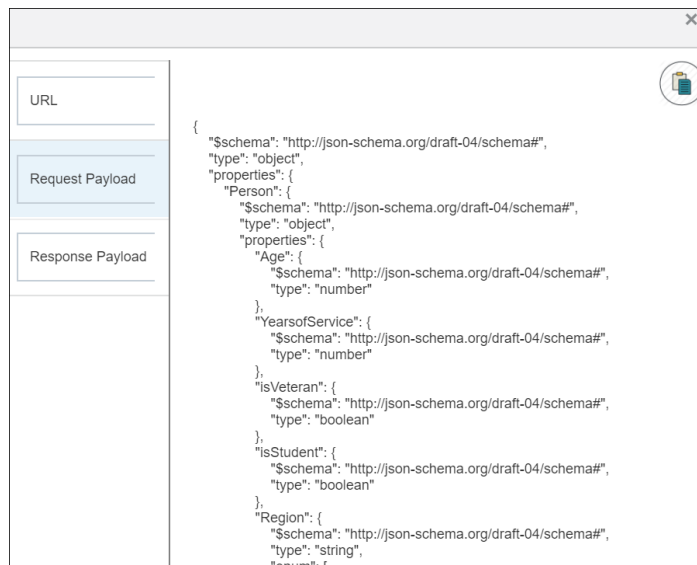 URL
Request Payload
Response Payload
{
"$schema": "http://json-schema.org/draft-04/schema#",
"type": "object",
"properties": {
"Person": {
"$schema": "http://json-schema.org/draft-04/schema#",
"type": "object",
"properties": {
"Age": {
"$schema": "http://json-schema.org/draft-04/schema#",
"type": "number"
},
"YearsofService": {
"$schema": "http://json-schema.org/draft-04/schema#",
"type": "number"
},
"isVeteran": {
"$schema": "http://json-schema.org/draft-04/schema#",
"type": "boolean"
},
"isStudent": {
"$schema": "http://json-schema.org/draft-04/schema#",
"type": "boolean"
},
"Region": {
"$schema": "http://json-schema.org/draft-04/schema#",
"type": "string",